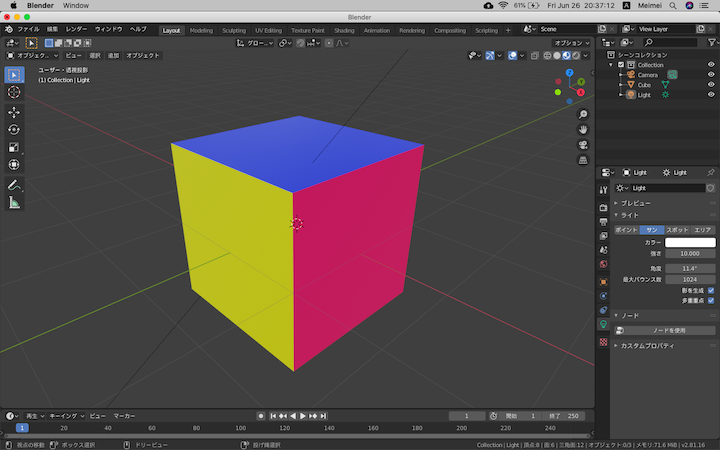 Blender Window 61% Fri Jun 26 20:37:12 Meimei
Blender
ファイル 編集 レンダー ウィンドウ ヘルプ Layout Modeling Sculpting UV Editing Texture Paint Shading Animation Rendering Compositing Scripting + Scene View Layer
グロー... オプション
オブジェク... ビュー 選択 追加 オブジェクト
シーンコレクション
ユーザー・透視投影
(1) Collection | Light
Collection
Camera
Cube
Light
Z
Y
X
Light Light
Light
プレビュー
ライト
ポイント サン スポット エリア
カラー
強さ 10.000
角度 11.4°
最大バウンス数 1024
影を生成
多重重点
ノード
ノードを使用
カスタムプロパティ
再生 キーイング ビュー マーカー 1 開始 1 終了 250
1 20 40 60 80 100 120 140 160 180 200 220 240
視点の移動 ボックス選択 ドリービュー 投げ縄選択 Collection | Light | 頂点:8 | 面:6 | 三角面:12 | オブジェクト:0/3 | メモリ:71.6 MiB | v2.81.16